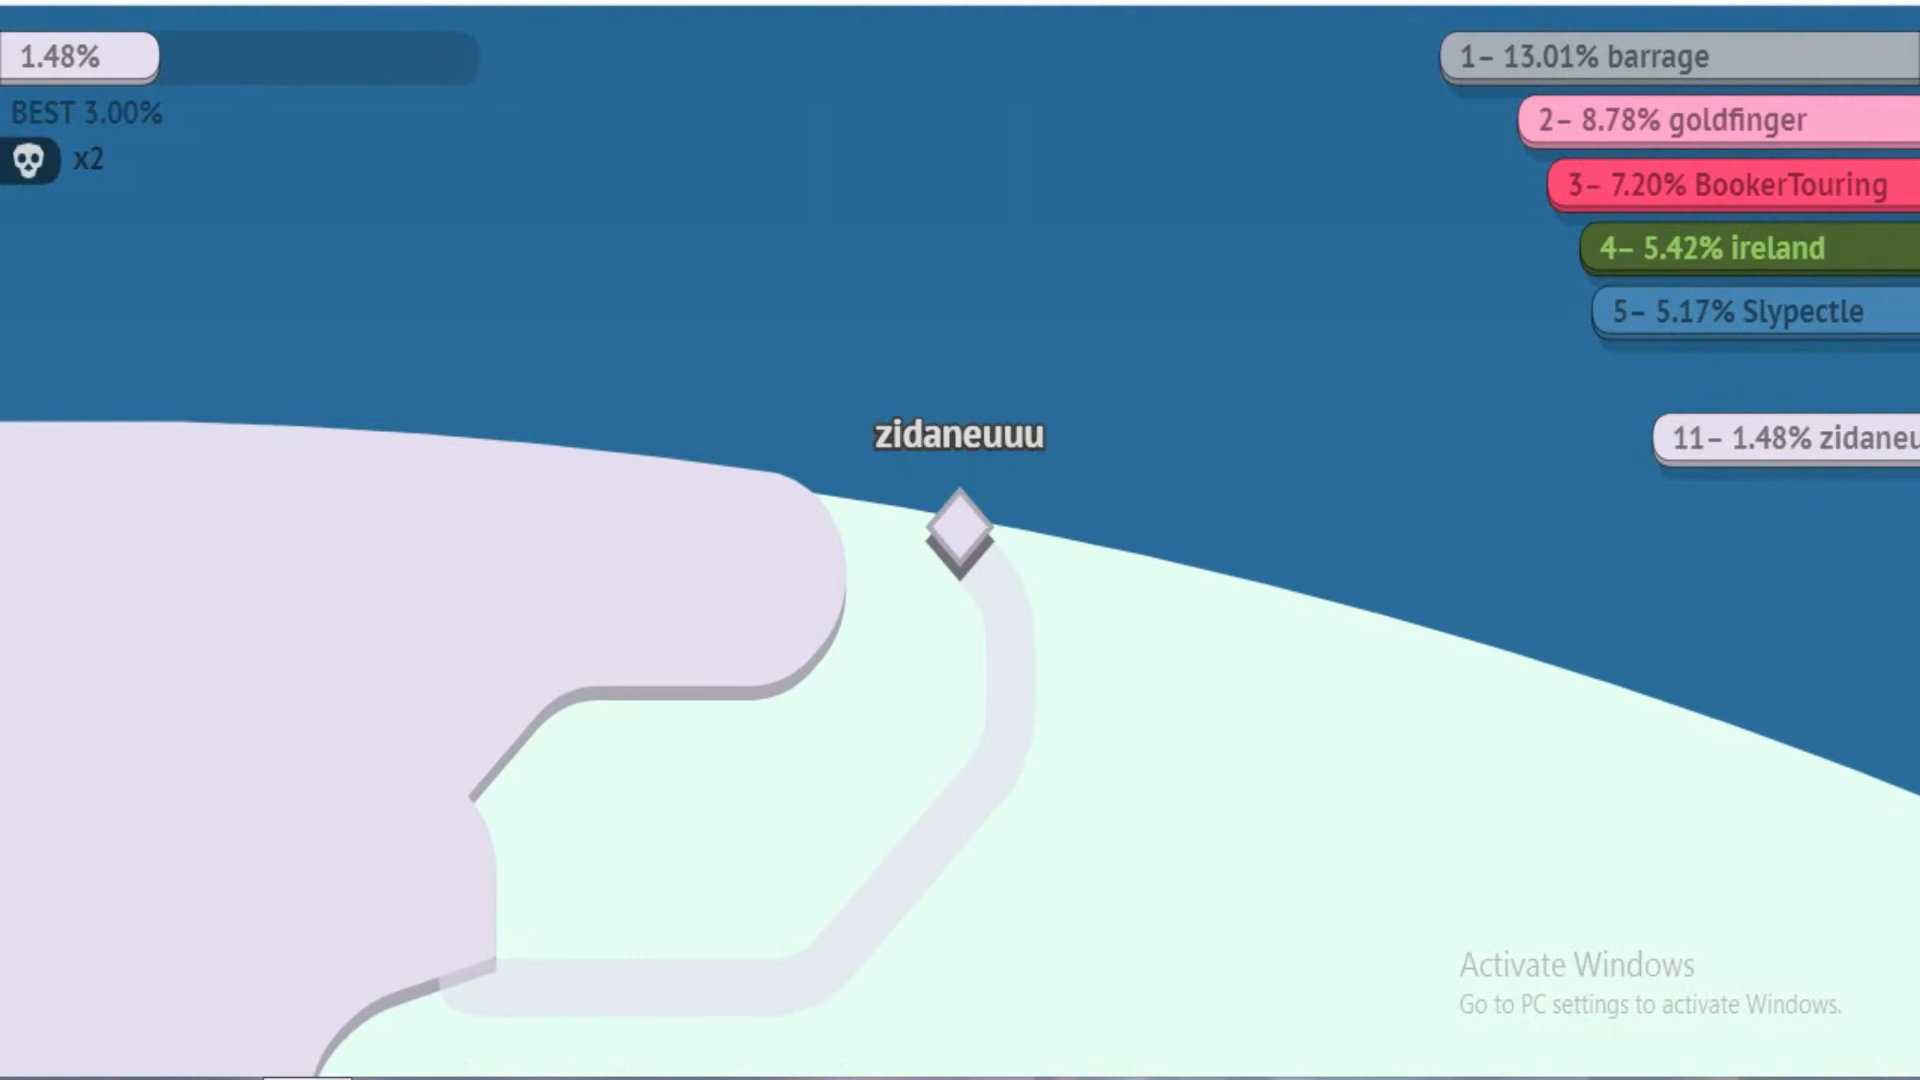 1.48%
BEST 3.00%
x2
1– 13.01% barrage
2– 8.78% goldfinger
3– 7.20% BookerTouring
4– 5.42% ireland
5– 5.17% Slypectle
11– 1.48% zidaneu
zidaneuuu
Activate Windows
Go to PC settings to activate Windows.